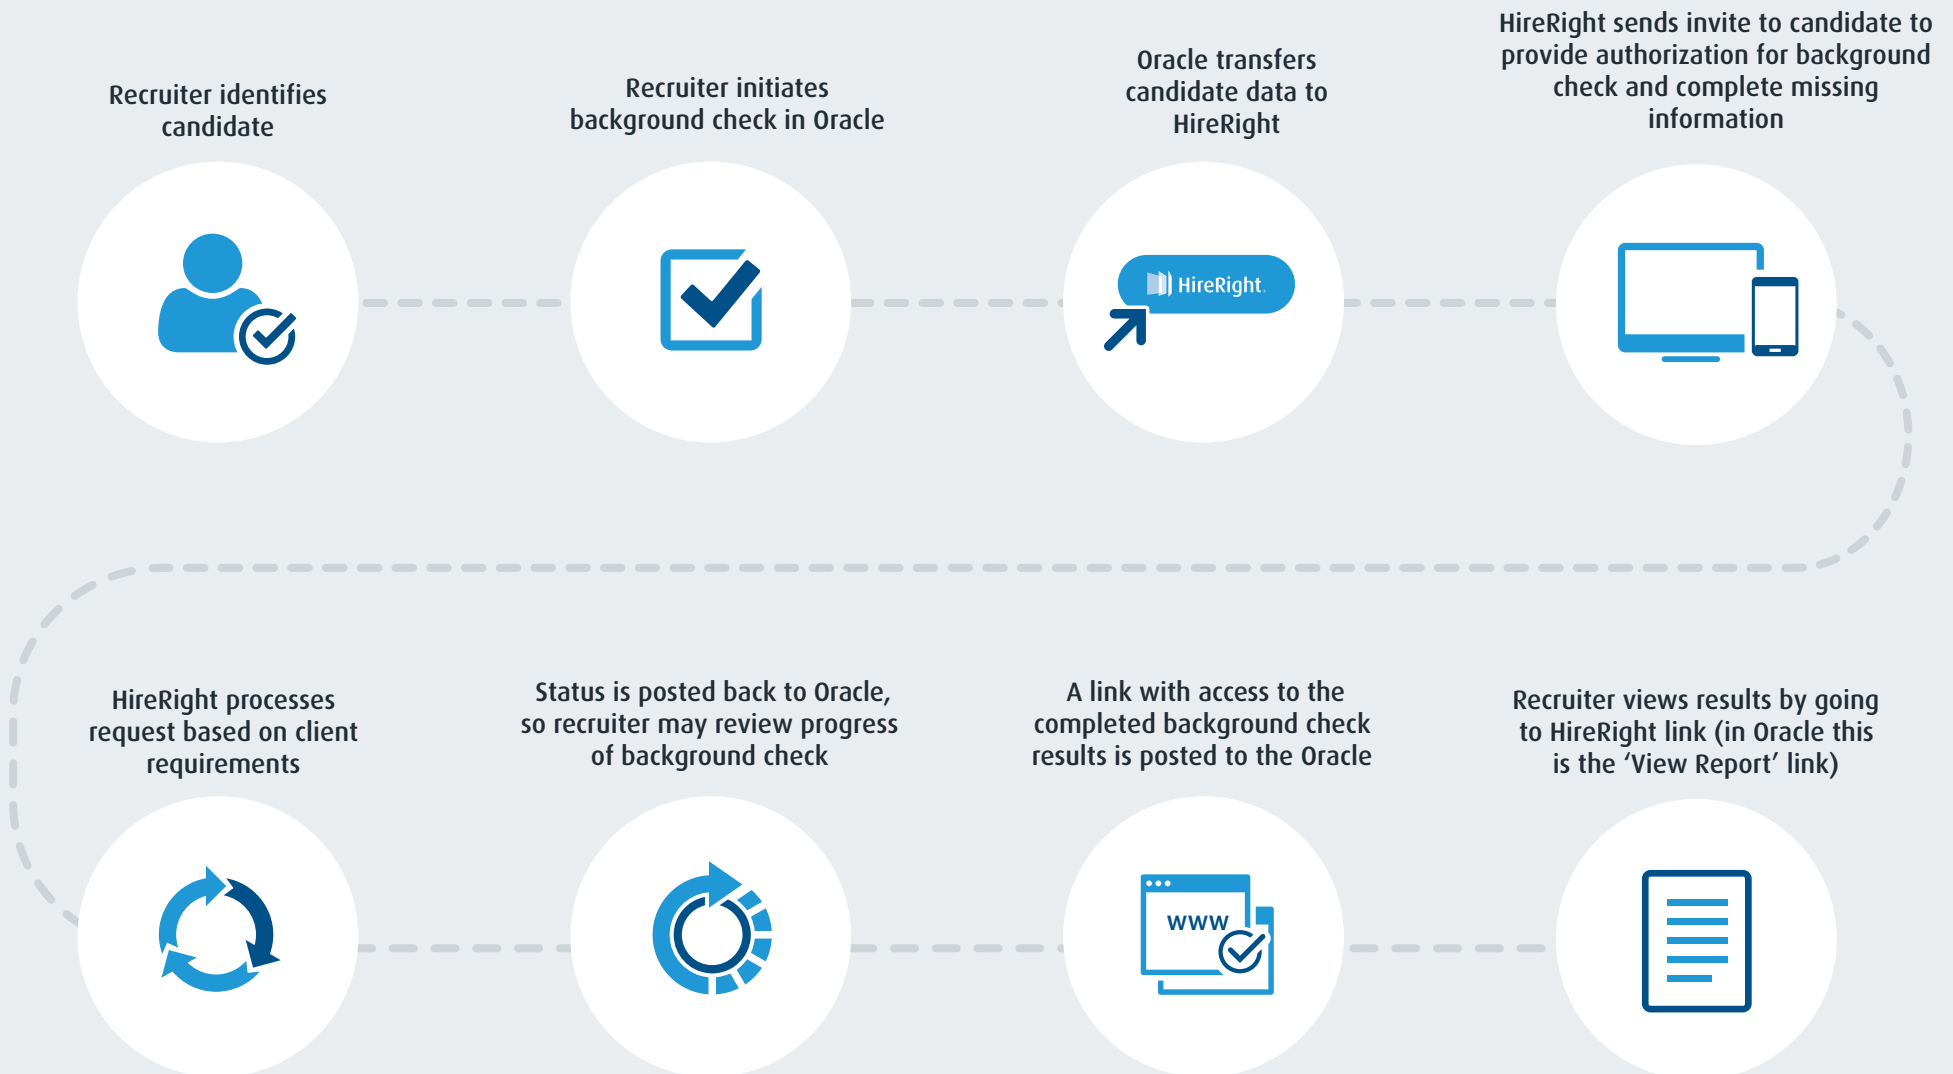 Recruiter identifies
candidate
Recruiter initiates
background check in Oracle
Oracle transfers
candidate data to
HireRight
HireRight sends invite to candidate to
provide authorization for background
check and complete missing
information
HireRight.
HireRight processes
request based on client
requirements
Status is posted back to Oracle,
so recruiter may review progress
of background check
A link with access to the
completed background check
results is posted to the Oracle
Recruiter views results by going
to HireRight link (in Oracle this
is the ‘View Report’ link)
WWW